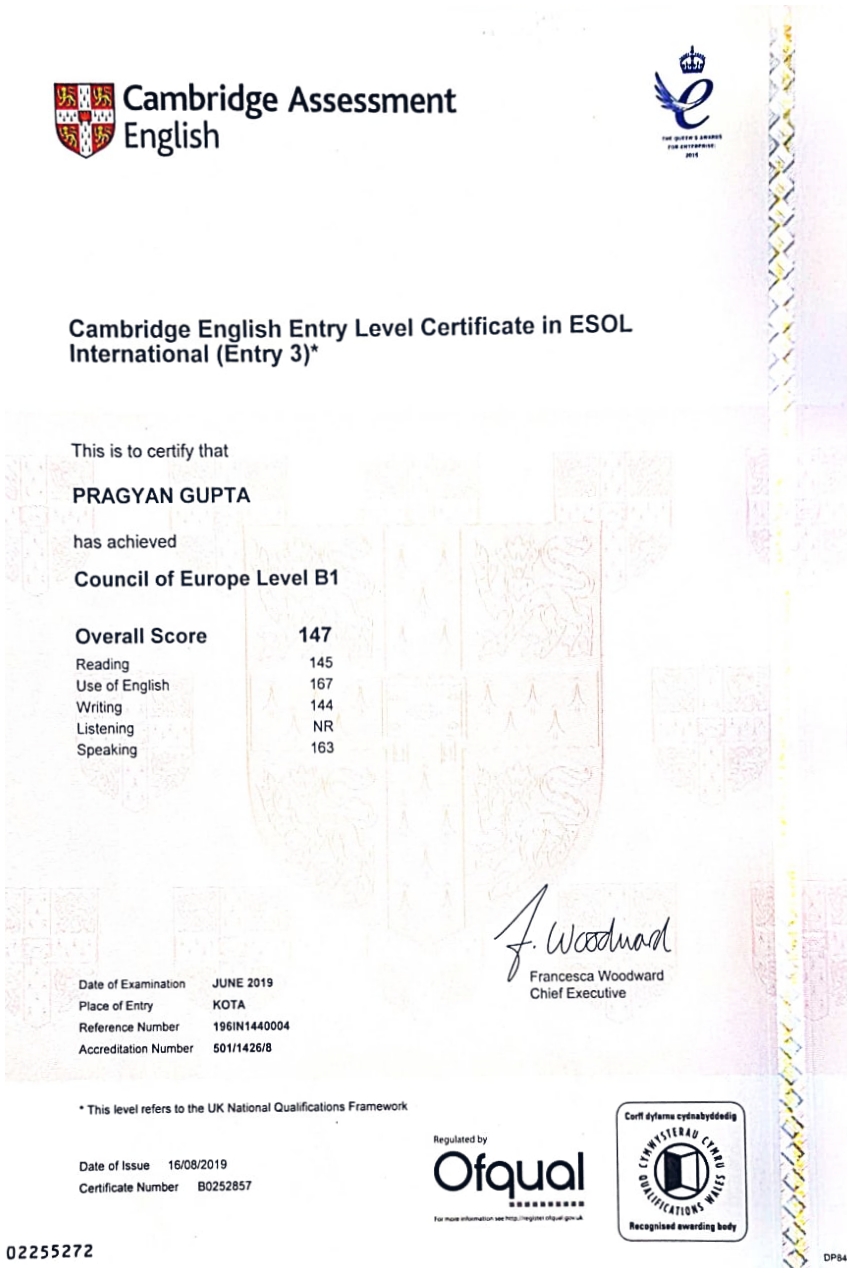 Cambridge Assessment
English
THE QUEEN'S AWARDS
FOR ENTERPRISE:
2015
Cambridge English Entry Level Certificate in ESOL
International (Entry 3)*
This is to certify that
PRAGYAN GUPTA
has achieved
Council of Europe Level B1
Overall Score 147
Reading 145
Use of English 167
Writing 144
Listening NR
Speaking 163
F. Woodward
Francesca Woodward
Chief Executive
Date of Examination JUNE 2019
Place of Entry KOTA
Reference Number 196IN1440004
Accreditation Number 501/1426/8
* This level refers to the UK National Qualifications Framework
Date of Issue 16/08/2019
Certificate Number B0252857
Regulated by
Ofqual
For more information see http://register.ofqual.gov.uk
Corff dyfarnu cydnabyddedig
CYMWYSTERAU CYMRU
QUALIFICATIONS WALES
Recognised awarding body
02255272
DP84